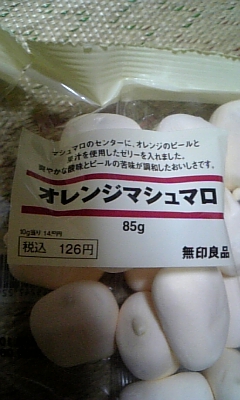 マシュマロのセンターに、オレンジのピールと
果汁を使用したゼリーを入れました。
爽やかな酸味とピールの苦味が調和したおいしさです。
オレンジマシュマロ
85g
10g当り 14円
税込 126円
無印良品